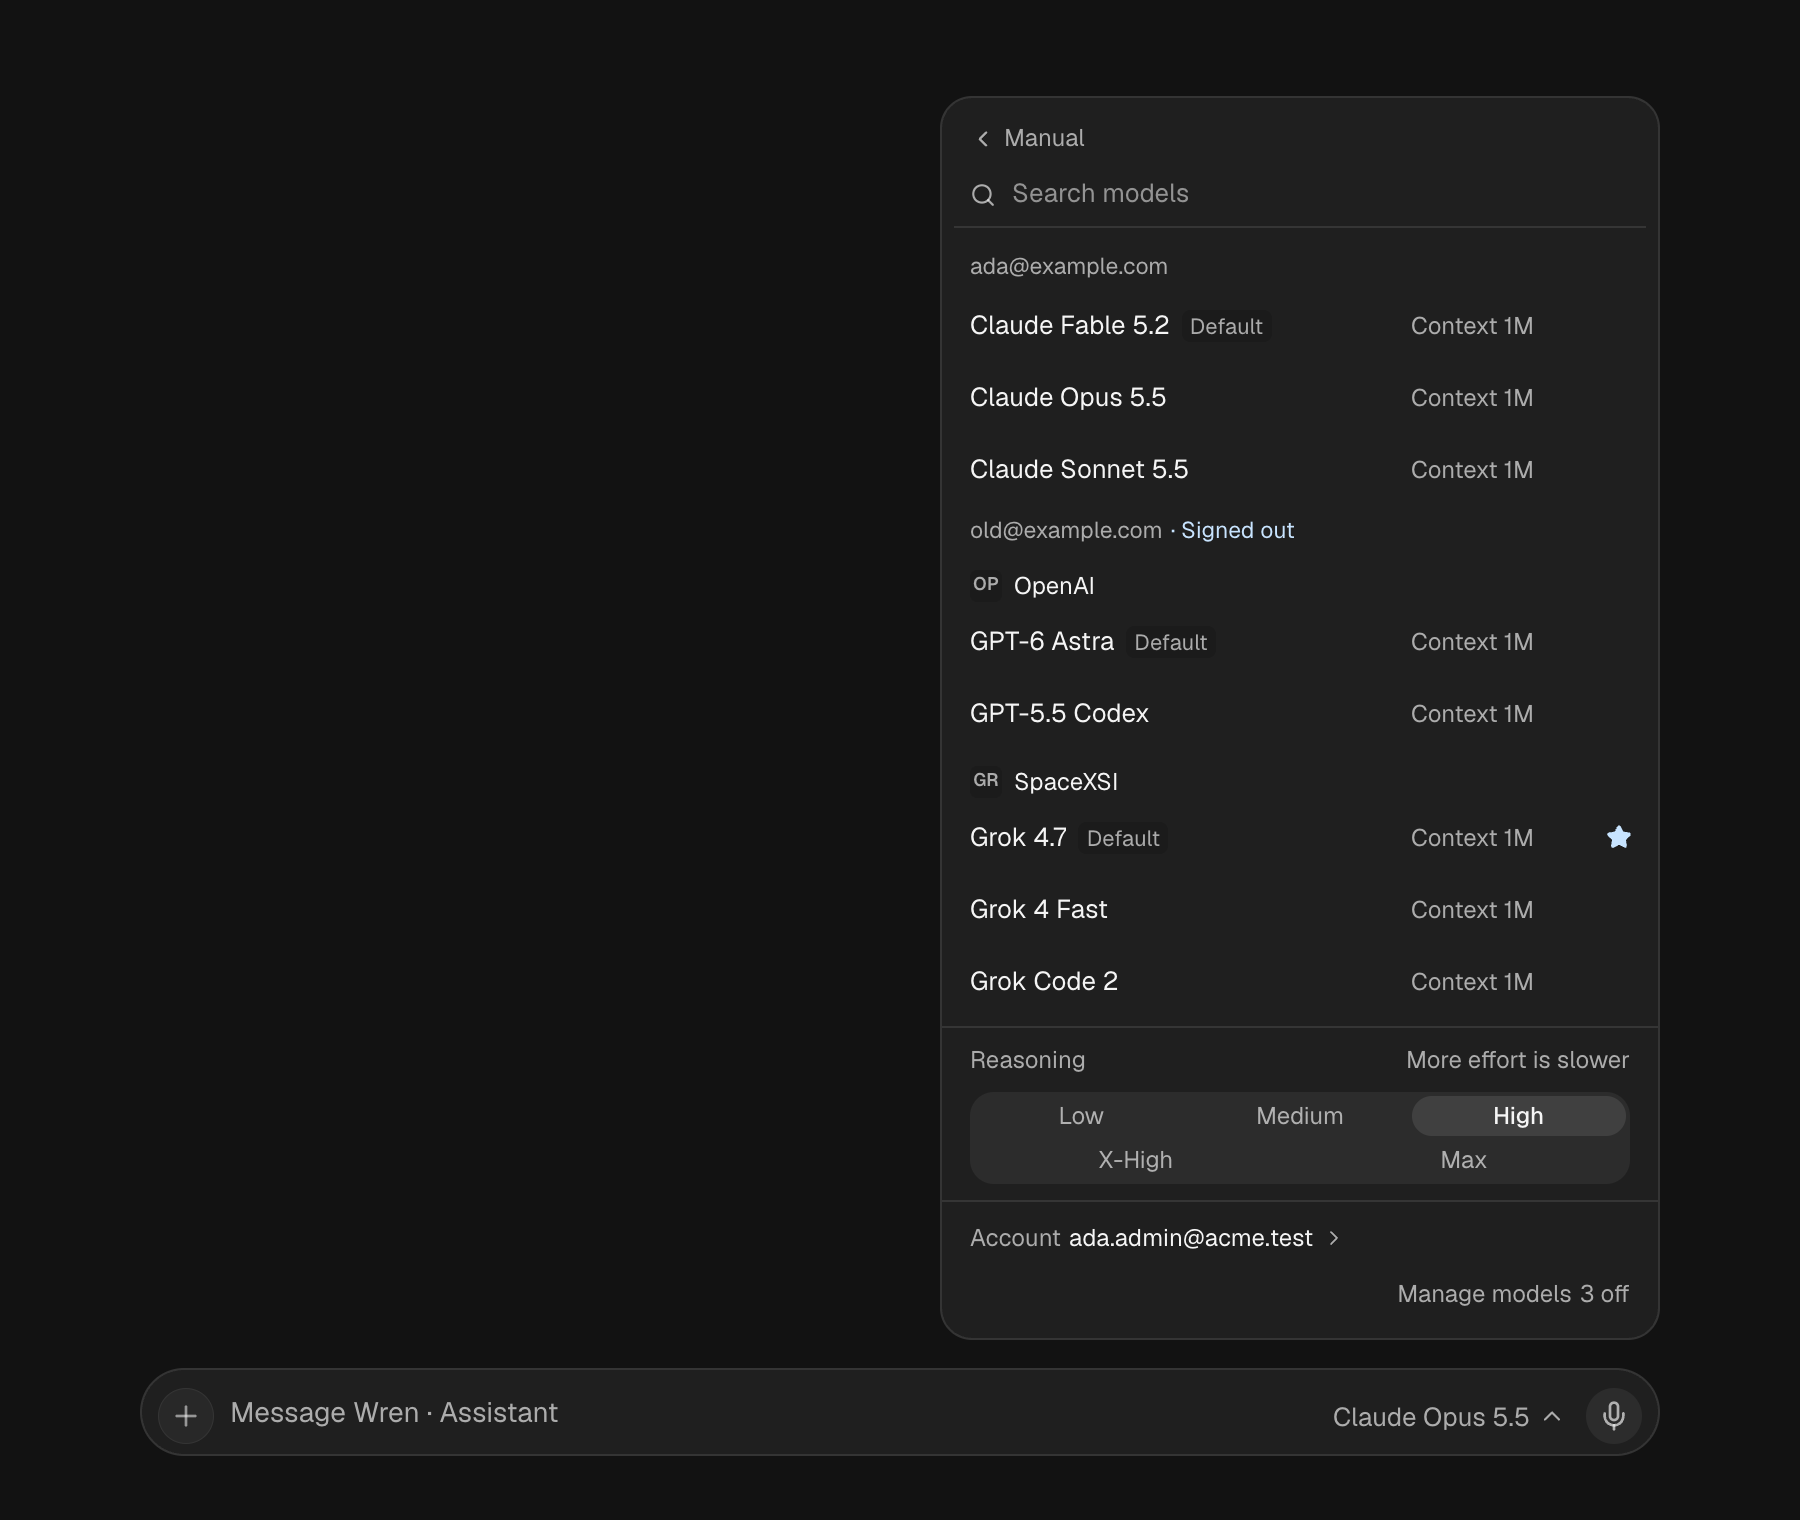 Manual
Search models
ada@example.com
Claude Fable 5.2 Default Context 1M
Claude Opus 5.5 Context 1M
Claude Sonnet 5.5 Context 1M
old@example.com · Signed out
OP OpenAI
GPT-6 Astra Default Context 1M
GPT-5.5 Codex Context 1M
GR SpaceXSI
Grok 4.7 Default Context 1M
Grok 4 Fast Context 1M
Grok Code 2 Context 1M
Reasoning More effort is slower
Low Medium High
X-High Max
Account ada.admin@acme.test
Manage models 3 off
Message Wren · Assistant Claude Opus 5.5